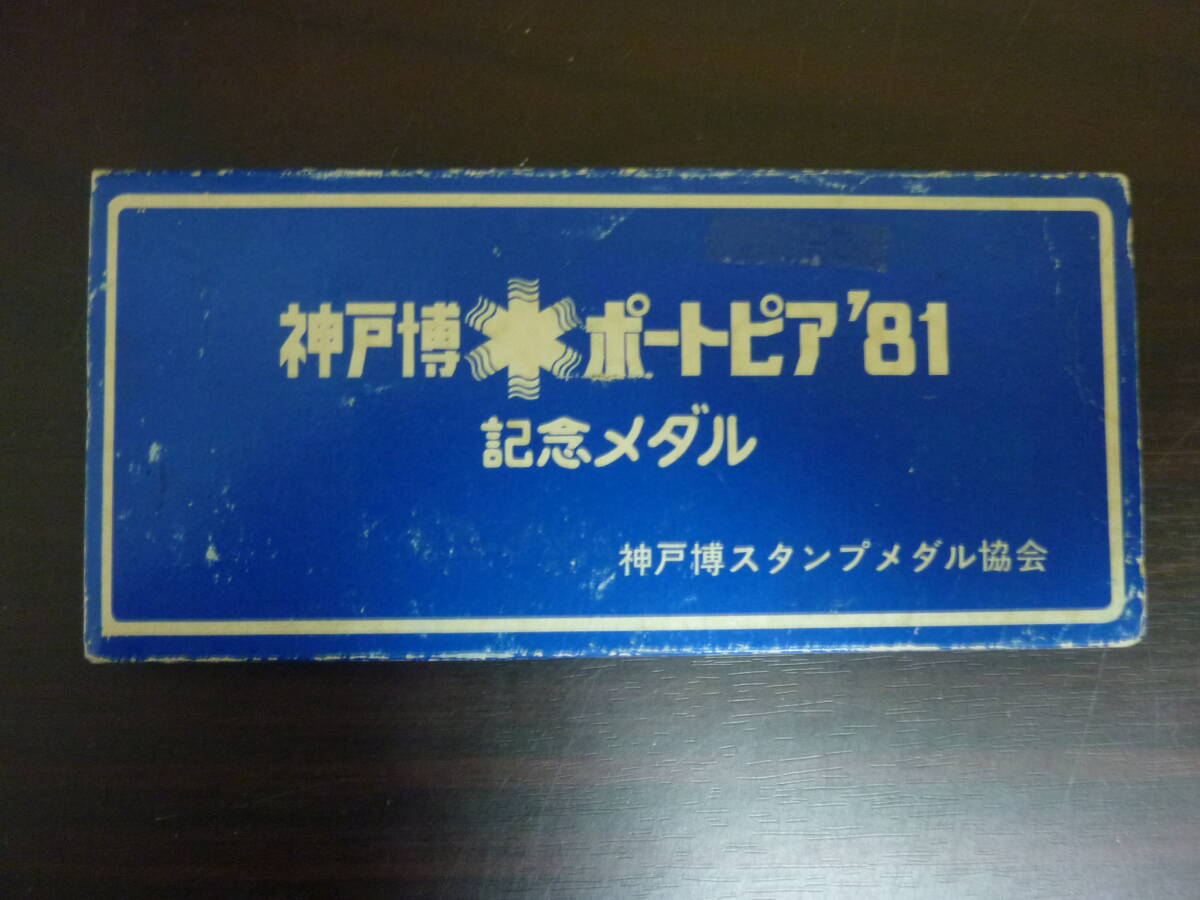 神戸博 ポートピア'81
記念メダル
神戸博スタンプメダル協会